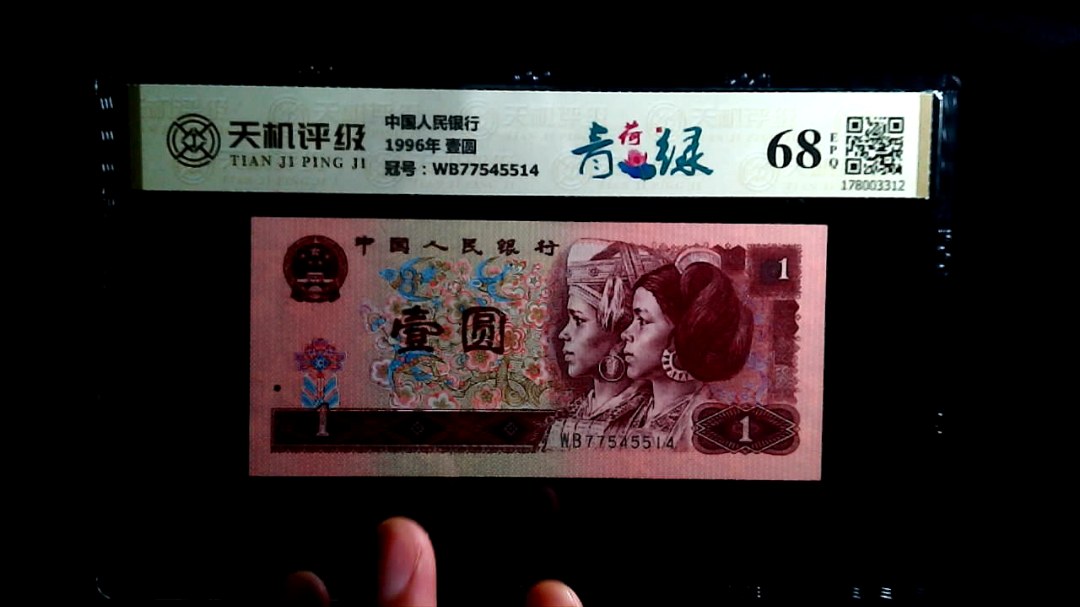 天机评级
TIAN JI PING JI
中国人民银行
1996年 壹圆
冠号：WB77545514
青荷绿
68
EPQ
178003312
中国人民银行
1
壹圆
1
WB77545514
1